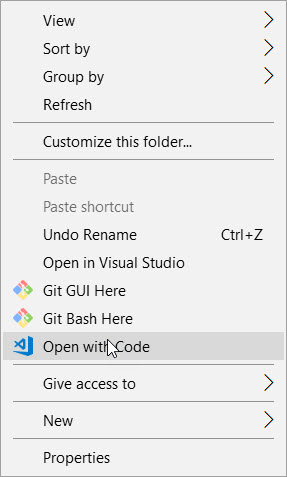 View
Sort by
Group by
Refresh
Customize this folder...
Paste
Paste shortcut
Undo Rename Ctrl+Z
Open in Visual Studio
Git GUI Here
Git Bash Here
Open with Code
Give access to
New
Properties